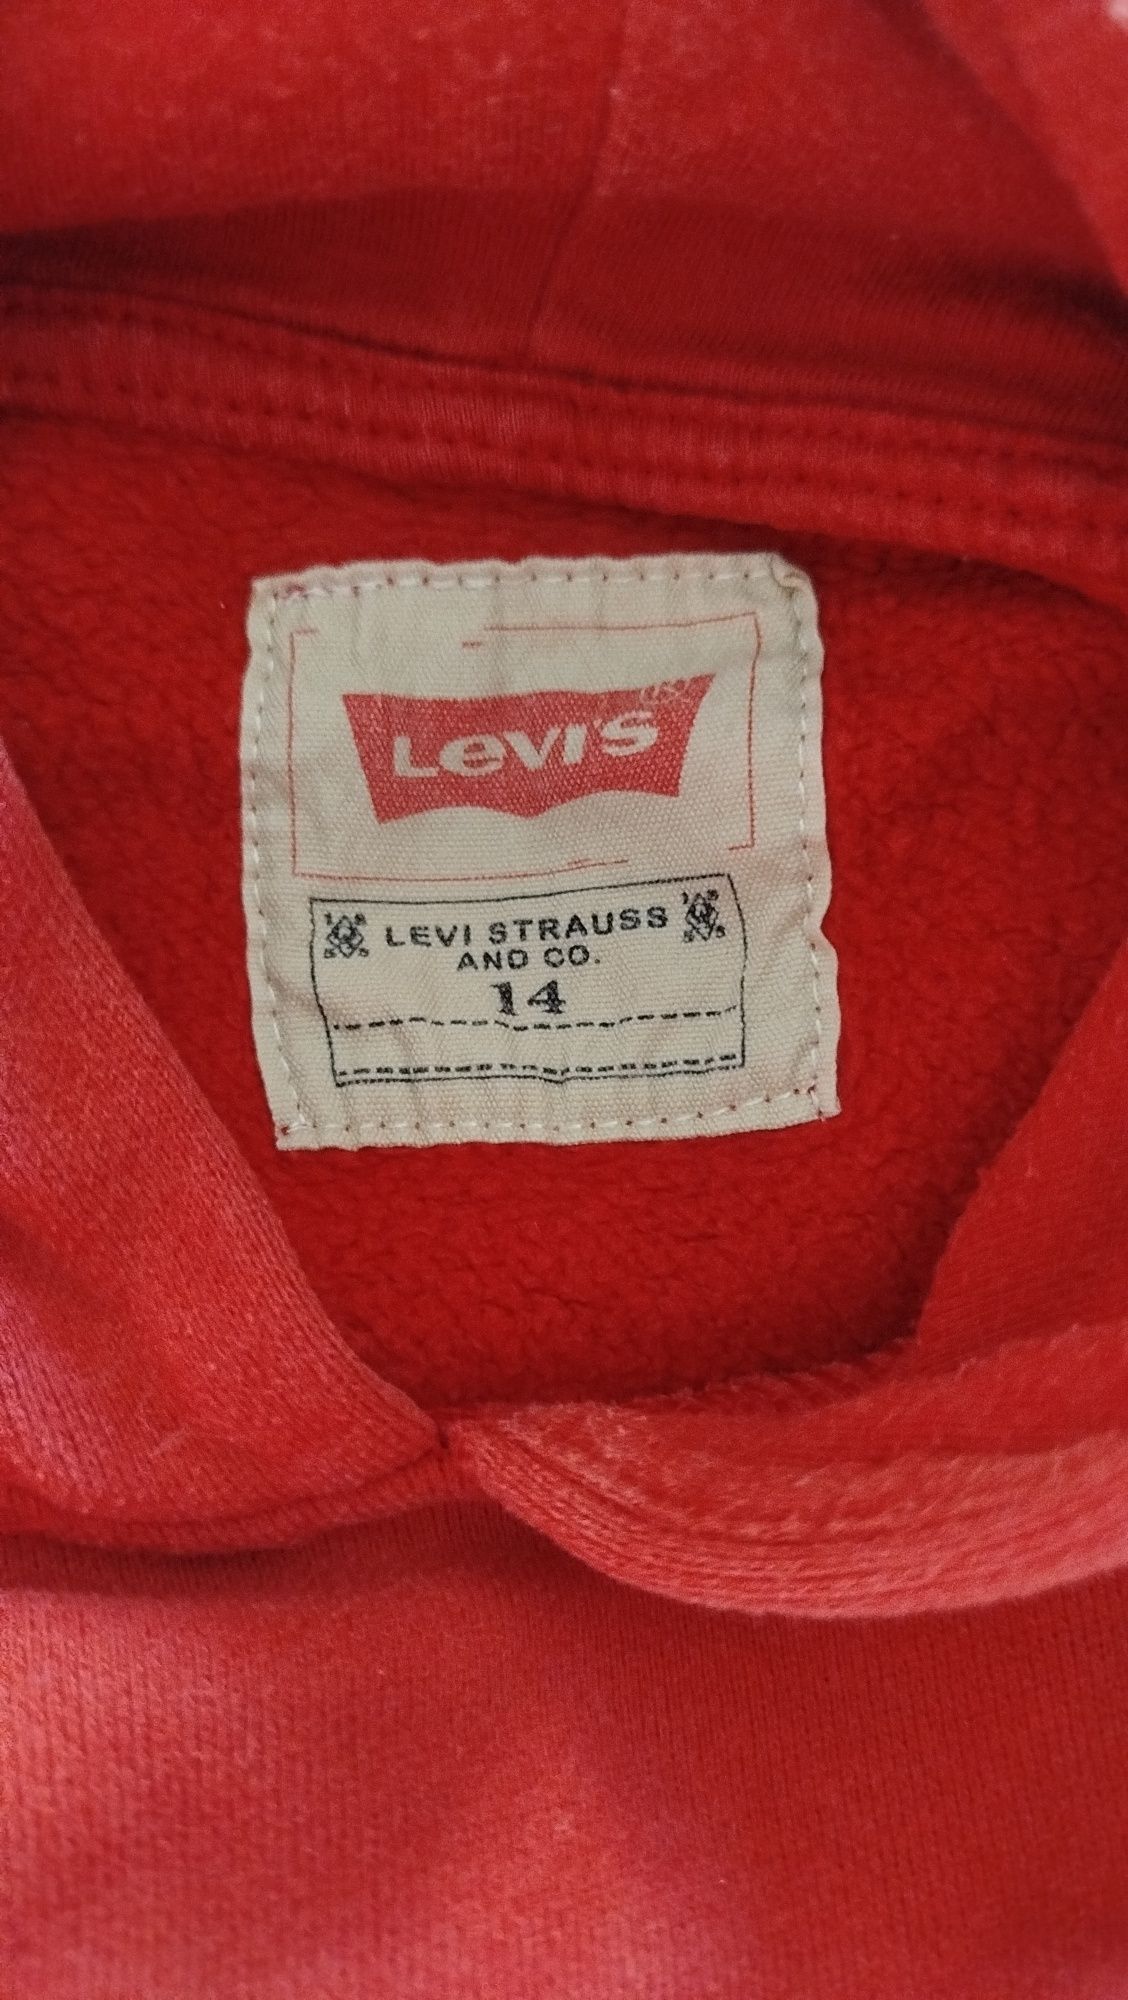 LEVI'S
LEVI STRAUSS
AND CO.
14